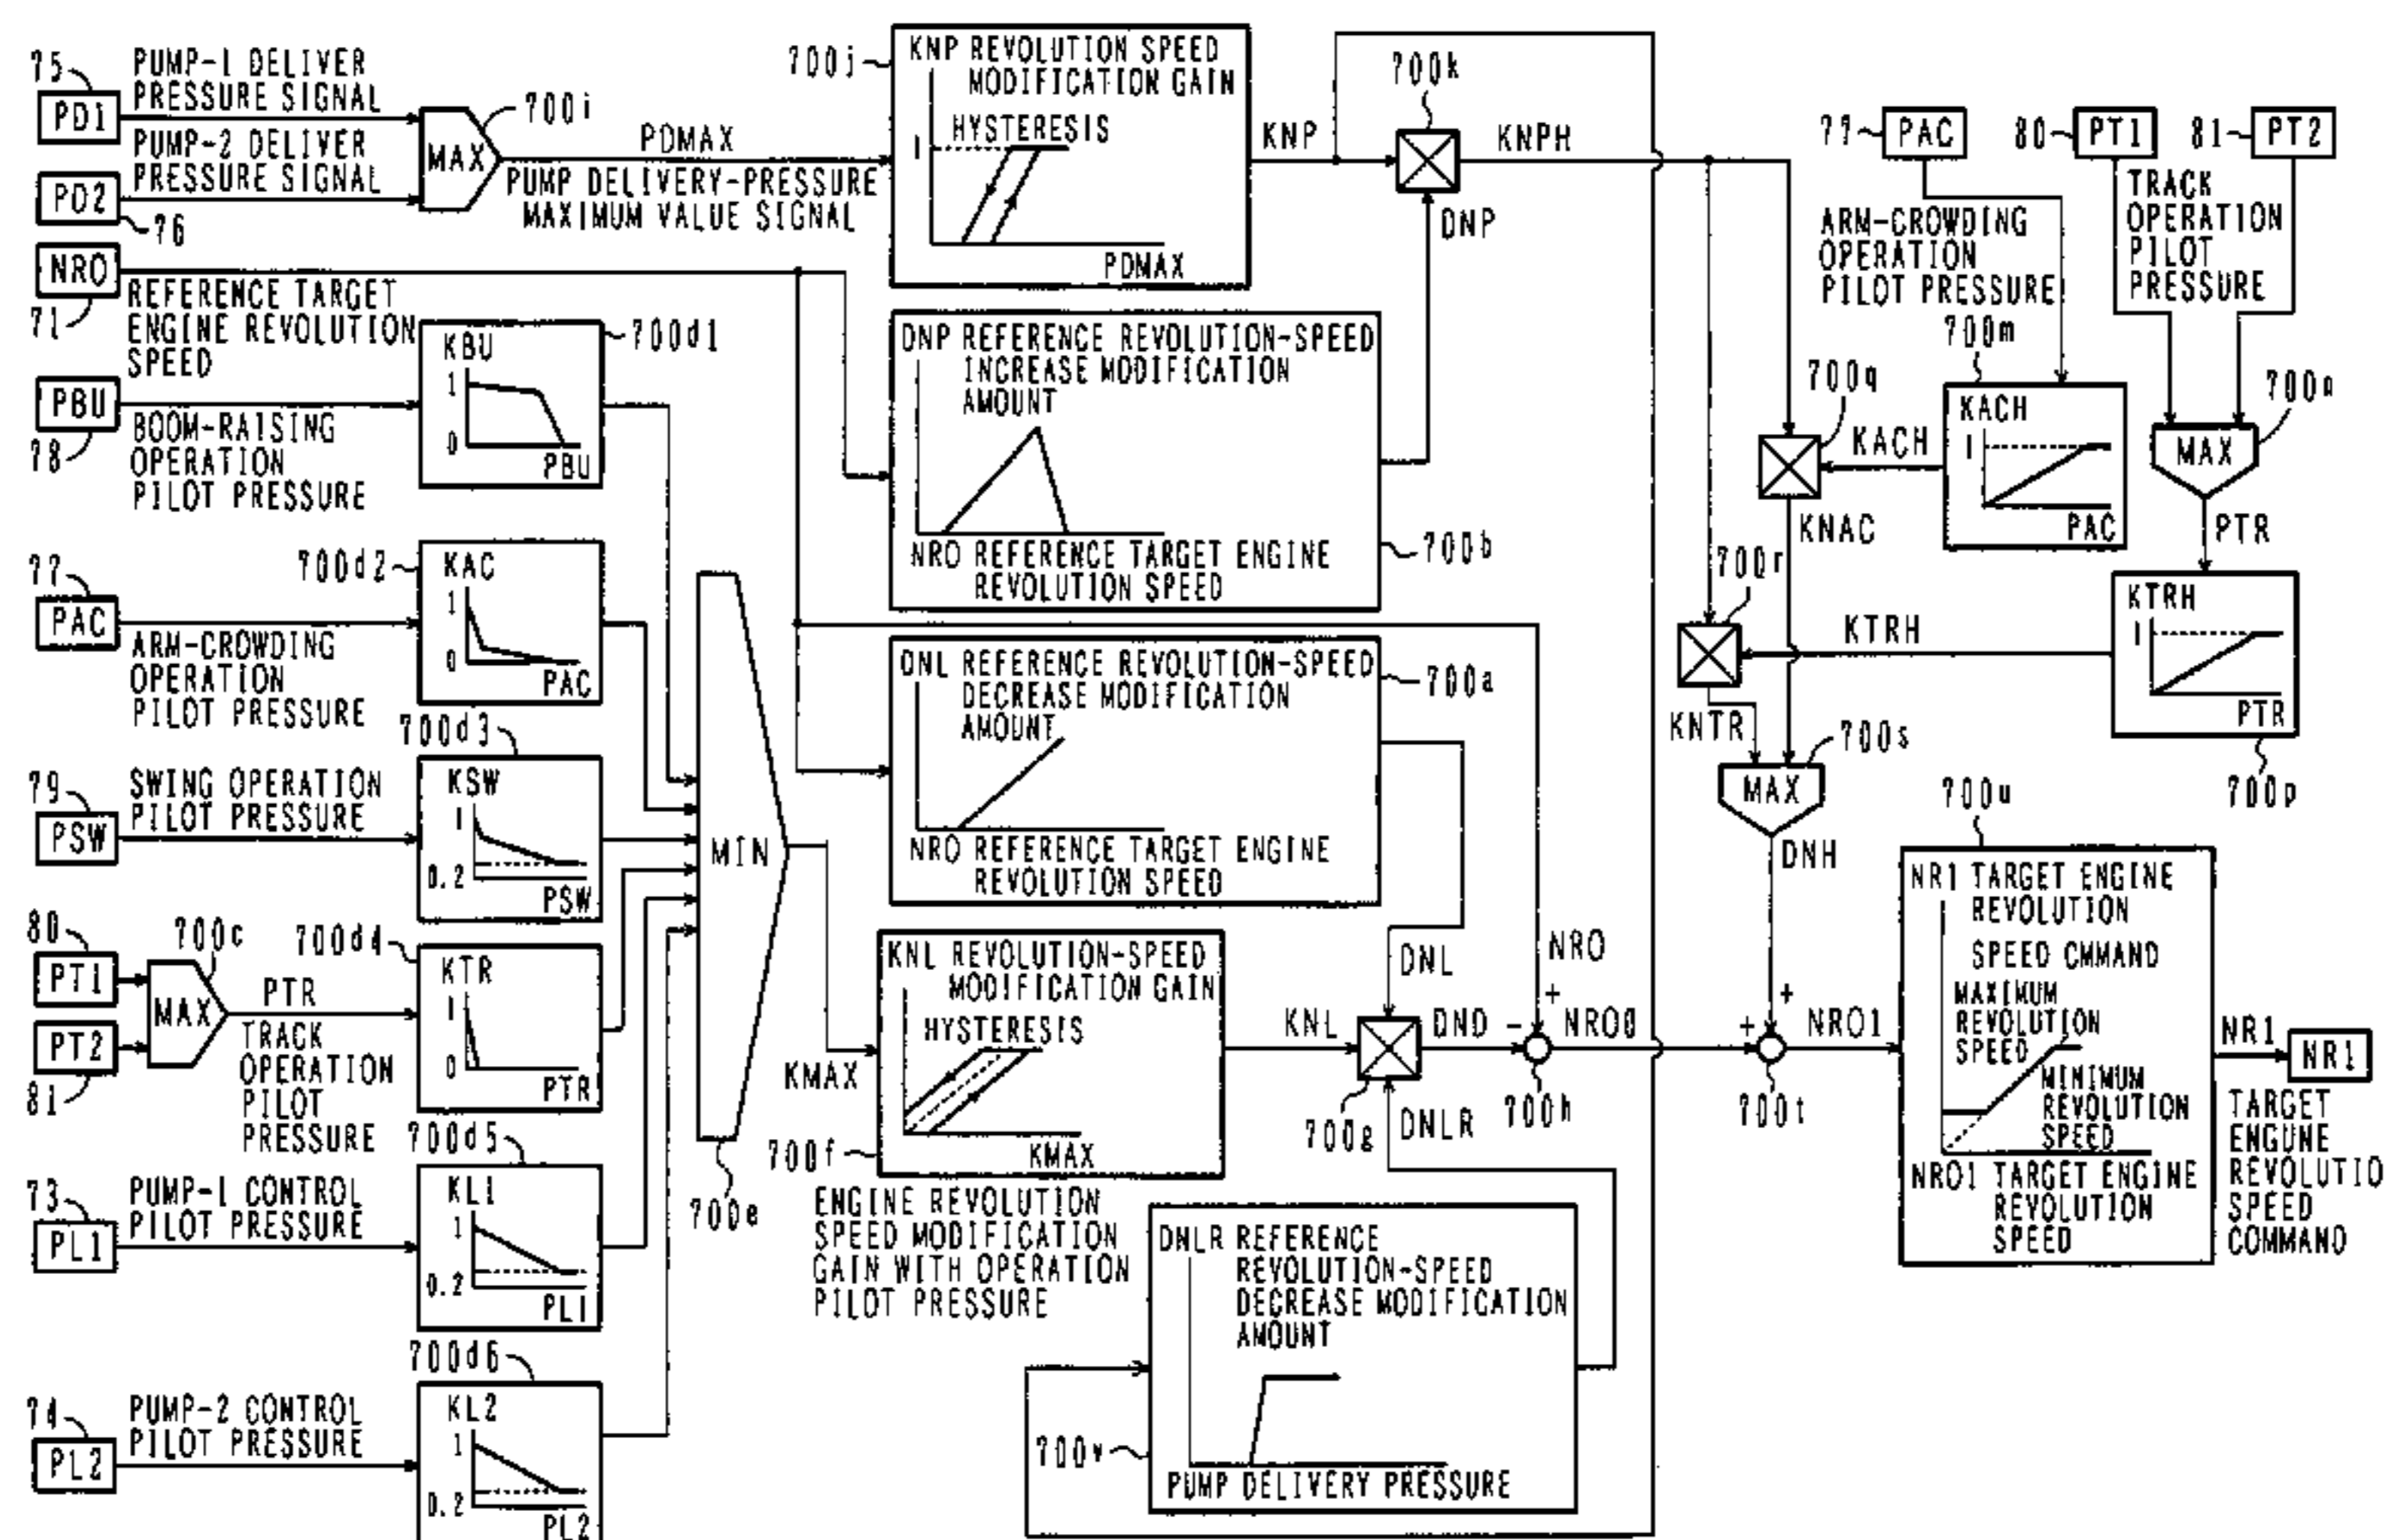 75
PUMP-1 DELIVER
PRESSURE SIGNAL
PD1
PUMP-2 DELIVER
PRESSURE SIGNAL
PD2
76
700i
MAX
PDMAX
PUMP DELIVERY-PRESSURE
MAXIMUM VALUE SIGNAL
NRO
71
REFERENCE TARGET
ENGINE REVOLUTION
SPEED
PBU
78
BOOM-RAISING
OPERATION
PILOT PRESSURE
700d1
KBU
1
0
PBU
77
PAC
ARM-CROWDING
OPERATION
PILOT PRESSURE
700d2
KAC
1
0
PAC
79
PSW
SWING OPERATION
PILOT PRESSURE
700d3
KSW
1
0.2
PSW
80
PT1
PT2
81
700c
MAX
PTR
TRACK
OPERATION
PILOT
PRESSURE
700d4
KTR
1
0
PTR
73
PL1
PUMP-1 CONTROL
PILOT PRESSURE
700d5
KL1
1
0.2
PL1
74
PL2
PUMP-2 CONTROL
PILOT PRESSURE
700d6
KL2
1
0.2
PL2
MIN
700e
700j
KNP REVOLUTION SPEED
MODIFICATION GAIN
1
HYSTERESIS
PDMAX
KNP
700k
KNPH
DNP
DNP REFERENCE REVOLUTION-SPEED
INCREASE MODIFICATION
AMOUNT
NRO REFERENCE TARGET ENGINE
REVOLUTION SPEED
700b
DNL REFERENCE REVOLUTION-SPEED
DECREASE MODIFICATION
AMOUNT
NRO REFERENCE TARGET ENGINE
REVOLUTION SPEED
700a
KMAX
KNL REVOLUTION-SPEED
MODIFICATION GAIN
HYSTERESIS
KMAX
700f
ENGINE REVOLUTION
SPEED MODIFICATION
GAIN WITH OPERATION
PILOT PRESSURE
KNL
DNL
DND
700g
DNLR
-
+
NRO
NRO0
700h
DNLR REFERENCE
REVOLUTION-SPEED
DECREASE MODIFICATION
AMOUNT
PUMP DELIVERY PRESSURE
700v
77
PAC
80
PT1
81
PT2
ARM-CROWDING
OPERATION
PILOT PRESSURE
TRACK
OPERATION
PILOT
PRESSURE
700m
KACH
1
PAC
700n
MAX
PTR
700q
KACH
KNAC
700r
KTRH
KTRH
1
PTR
700p
KNTR
700s
MAX
DNH
+
+
NRO1
700t
700u
NR1 TARGET ENGINE
REVOLUTION
SPEED CMMAND
MAXIMUM
REVOLUTION
SPEED
MINIMUM
REVOLUTION
SPEED
NRO1 TARGET ENGINE
REVOLUTION
SPEED
NR1
NR1
TARGET
ENGUNE
REVOLUTIO
SPEED
COMMAND